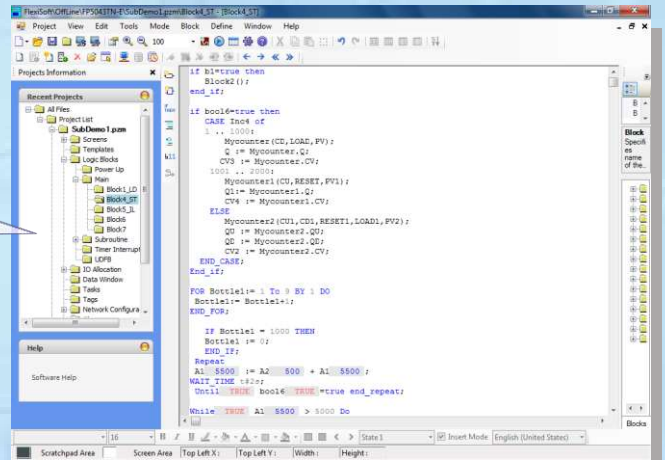 FlexiSoft\OffLine\FP5043TN-E\SubDemo1.pzm\Block4_ST - [Block4_ST]
Project View Edit Tools Mode Block Define Window Help
100
Projects Information
Recent Projects
All Files
Project List
SubDemo1.pzm
Screens
Templates
Logic Blocks
Power Up
Main
Block1_LD
Block4_ST
Block5_IL
Block6
Block7
Subroutine
Timer Interrupt
UDFB
IO Allocation
Data Window
Tasks
Tags
Network Configura
Help
Software Help
if b1=true then
Block2();
end_if;
if bool6=true then
CASE Inc4 of
1 .. 1000:
Mycounter(CD,LOAD,PV);
Q := Mycounter.Q;
CV3 := Mycounter.CV;
1001 .. 2000:
Mycounter1(CU,RESET,PV1);
Q1:= Mycounter1.Q;
CV4 := Mycounter1.CV;
ELSE
Mycounter2(CU1,CD1,RESET1,LOAD1,PV2);
QU := Mycounter2.QU;
QD := Mycounter2.QD;
CV2 := Mycounter2.CV;
END_CASE;
End_if;
FOR Bottle1:= 1 To 9 BY 1 DO
Bottle1:= Bottle1+1;
END_FOR;
IF Bottle1 = 1000 THEN
Bottle1 := 0;
END_IF;
Repeat
A1 5500 := A2 500 + A1 5500 ;
WAIT_TIME t#2s;
Until TRUE bool6 TRUE =true end_repeat;
While TRUE A1 5500 > 5000 Do
B
B
Block
Specifi
es
name
of the..
Blocks
16
B I U
A
State 1
Insert Mode
English (United States)
Scratchpad Area
Screen Area
Top Left X :
Top Left Y :
Width :
Height :